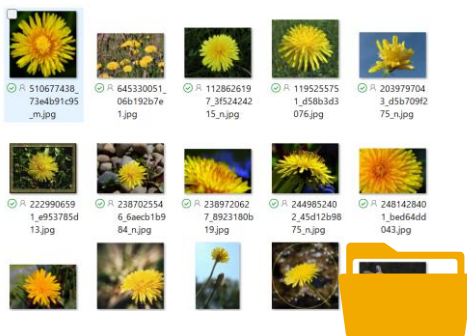 510677438_
73e4b91c95
_m.jpg
645330051_
06b192b7e
1.jpg
112862619
7_3f524242
15_n.jpg
119525575
1_d58b3d3
076.jpg
203979704
3_d5b709f2
75_n.jpg
222990659
1_e953785d
13.jpg
238702554
6_6aecb1b9
84_n.jpg
238972062
7_8923180b
19.jpg
244985240
2_45d12b98
75_n.jpg
248142840
1_bed64dd
043.jpg